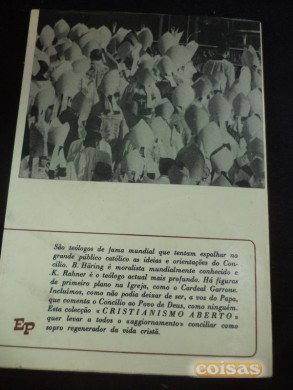 São teólogos de fama mundial que tentam espalhar no
grande público católico as ideias e orientações do Con-
cílio. B. Häring é moralista mundialmente conhecido e
K. Rahner é o teólogo actual mais profundo. Há figuras
de primeiro plano na Igreja, como o Cardeal Garrone.
Incluímos, como não podia deixar de ser, a voz do Papa,
que comenta o Concílio ao Povo de Deus, como ninguém.
Esta colecção «CRISTIANISMO ABERTO»
quer levar a todos o «aggiornamento» conciliar como
sopro regenerador da vida cristã.
Ep
coisas